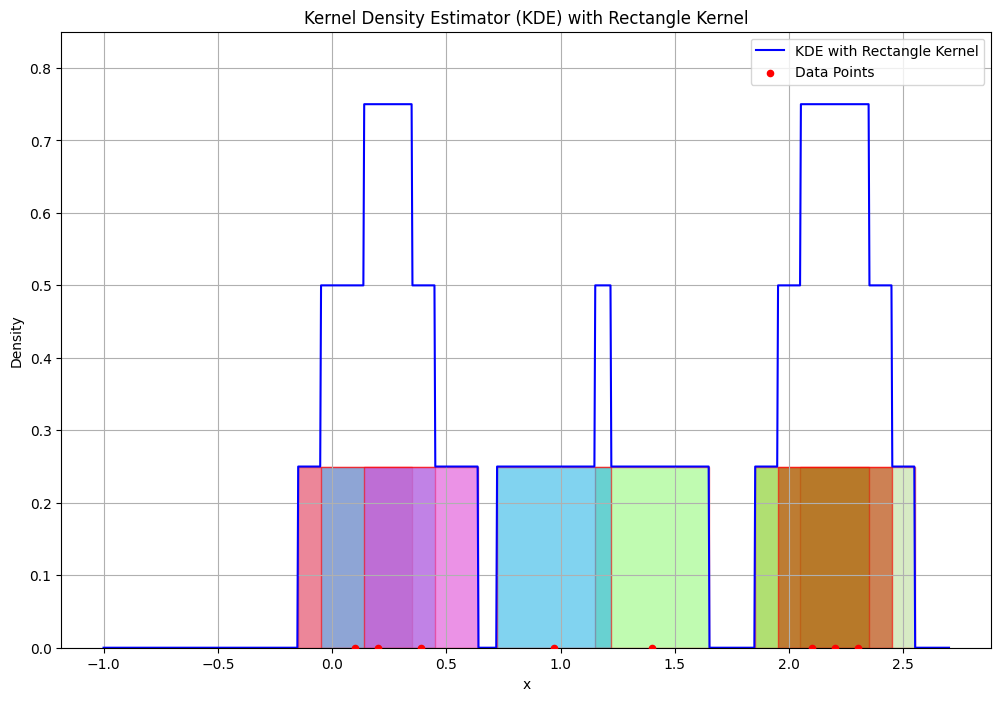 Kernel Density Estimator (KDE) with Rectangle Kernel
KDE with Rectangle Kernel
Data Points
0.8
0.7
0.6
0.5
0.4
0.3
0.2
0.1
0.0
Density
−1.0 −0.5 0.0 0.5 1.0 1.5 2.0 2.5
x